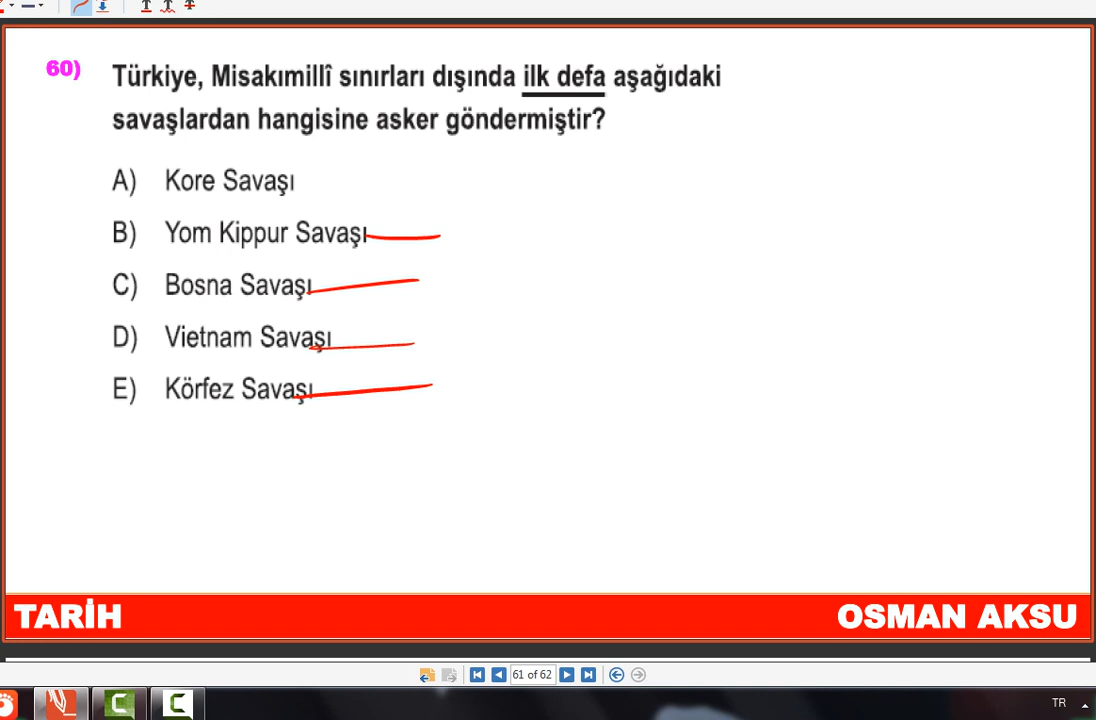 60)
Türkiye, Misakımillî sınırları dışında ilk defa aşağıdaki
savaşlardan hangisine asker göndermiştir?
A) Kore Savaşı
B) Yom Kippur Savaşı
C) Bosna Savaşı
D) Vietnam Savaşı
E) Körfez Savaşı
TARİH
OSMAN AKSU
61 of 62
TR